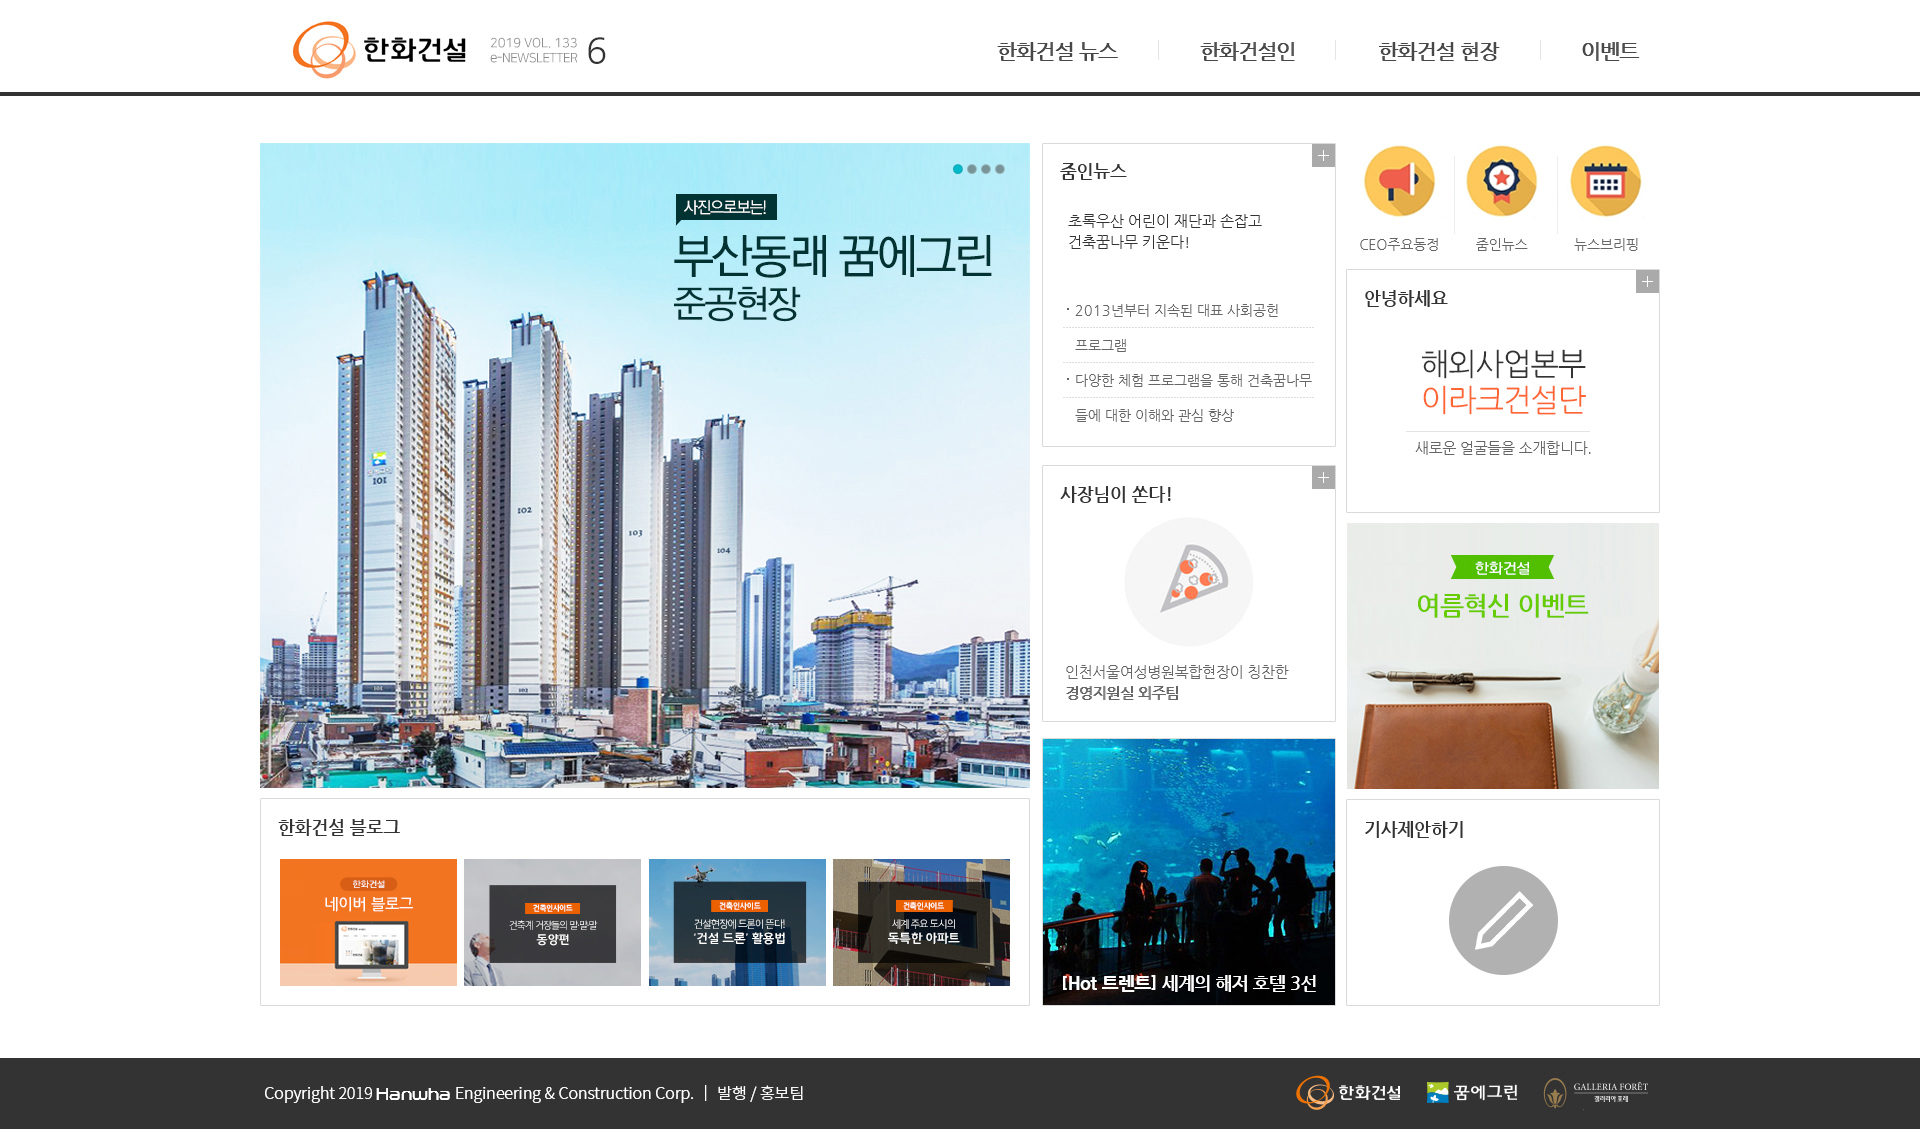 한화건설
2019 VOL. 133
e-NEWSLETTER
6
한화건설 뉴스
한화건설인
한화건설 현장
이벤트
사진으로보는!
부산동래 꿈에그린
준공현장
101
102
103
104
줌인뉴스
초록우산 어린이 재단과 손잡고
건축꿈나무 키운다!
· 2013년부터 지속된 대표 사회공헌
프로그램
· 다양한 체험 프로그램을 통해 건축꿈나무
들에 대한 이해와 관심 향상
CEO주요동정
줌인뉴스
뉴스브리핑
안녕하세요
해외사업본부
이라크건설단
새로운 얼굴들을 소개합니다.
사장님이 쏜다!
인천서울여성병원복합현장이 칭찬한
경영지원실 외주팀
한화건설
여름혁신 이벤트
한화건설 블로그
한화건설
네이버 블로그
건축인사이드
건축계 거장들의 말·말·말
동양편
건축인사이드
건설현장에 드론이 뜬다!
'건설 드론' 활용법
건축인사이드
세계 주요 도시의
독특한 아파트
[Hot 트렌트] 세계의 해저 호텔 3선
기사제안하기
Copyright 2019 Hanwha Engineering & Construction Corp. | 발행 / 홍보팀
한화건설
꿈에그린
GALLERIA FORÊT
갤러리아 포레